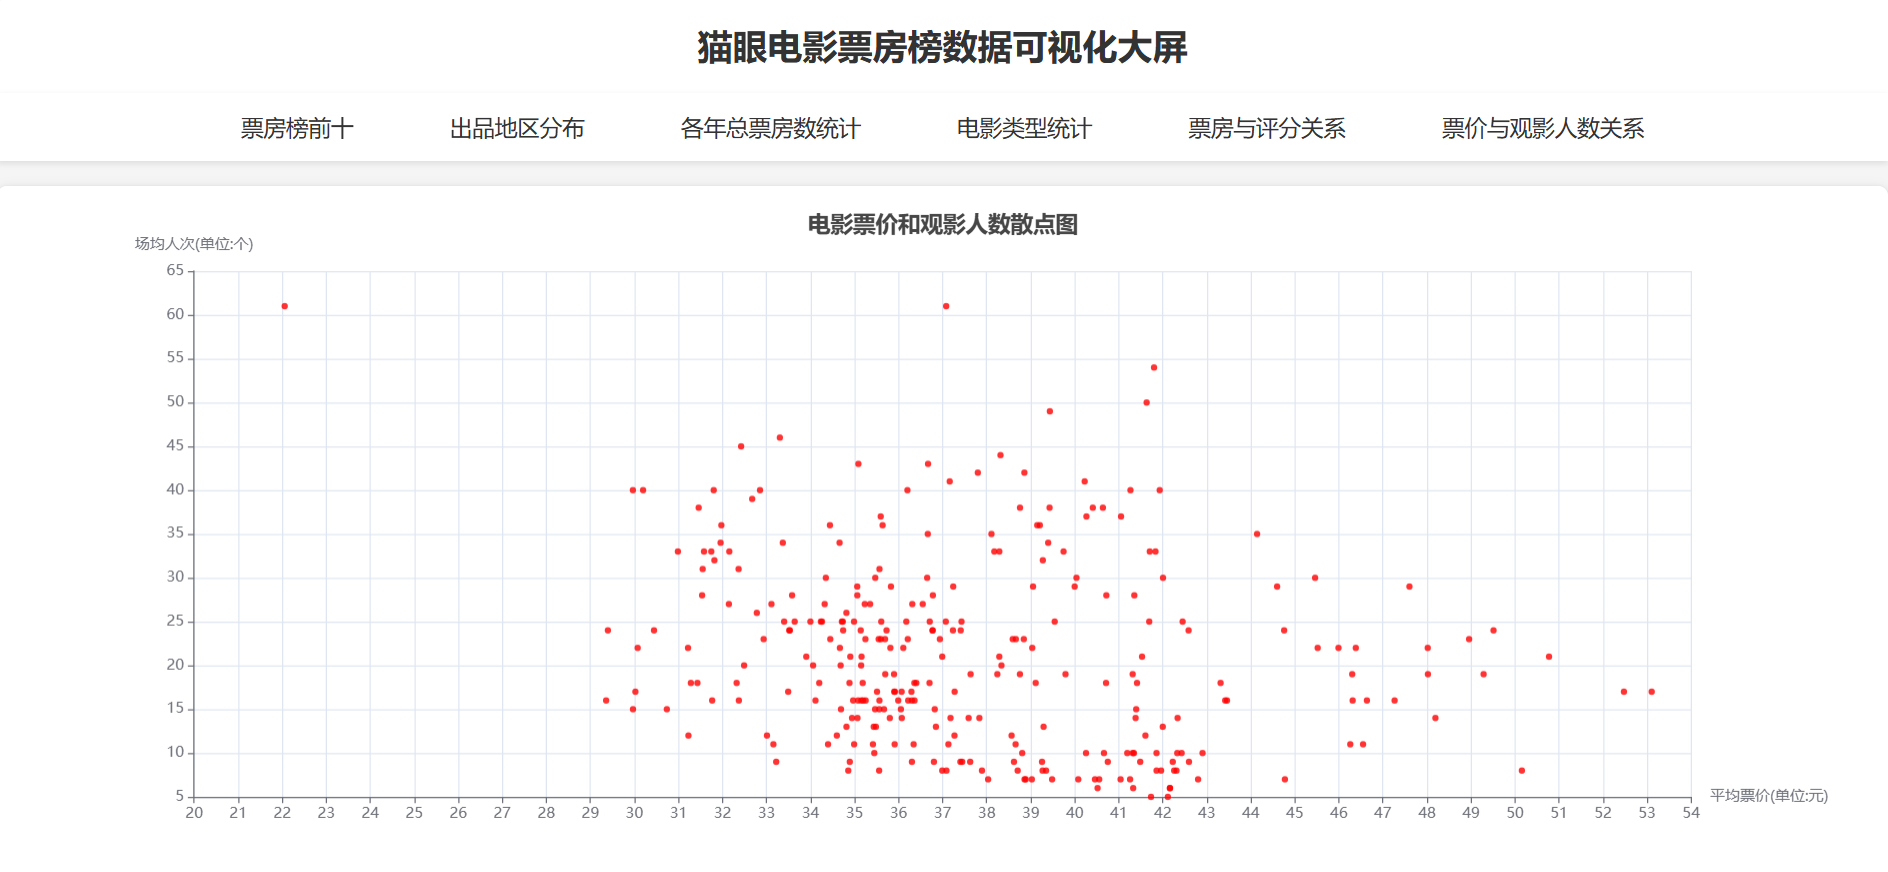 猫眼电影票房榜数据可视化大屏
票房榜前十 出品地区分布 各年总票房数统计 电影类型统计 票房与评分关系 票价与观影人数关系
电影票价和观影人数散点图
场均人次(单位:个)
65
60
55
50
45
40
35
30
25
20
15
10
5
20 21 22 23 24 25 26 27 28 29 30 31 32 33 34 35 36 37 38 39 40 41 42 43 44 45 46 47 48 49 50 51 52 53 54
平均票价(单位:元)